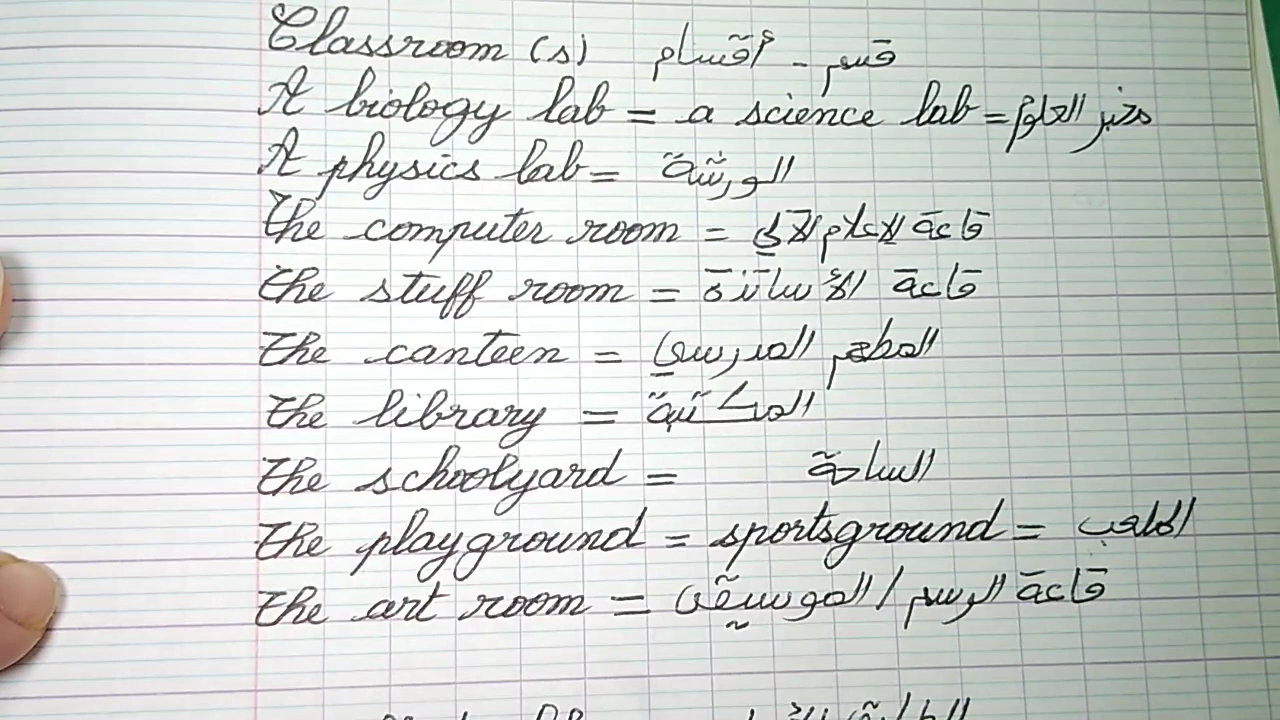 Classroom (s) قسم - أقسام
A biology lab = a science lab = مخبر العلوم
A physics lab = الورشة
The computer room = قاعة الإعلام الآلي
the stuff room = قاعة الأساتذة
the canteen = المطعم المدرسي
the library = المكتبة
the schoolyard = الساحة
the playground = sportsground = الملعب
the art room = قاعة الرسم / الموسيقى